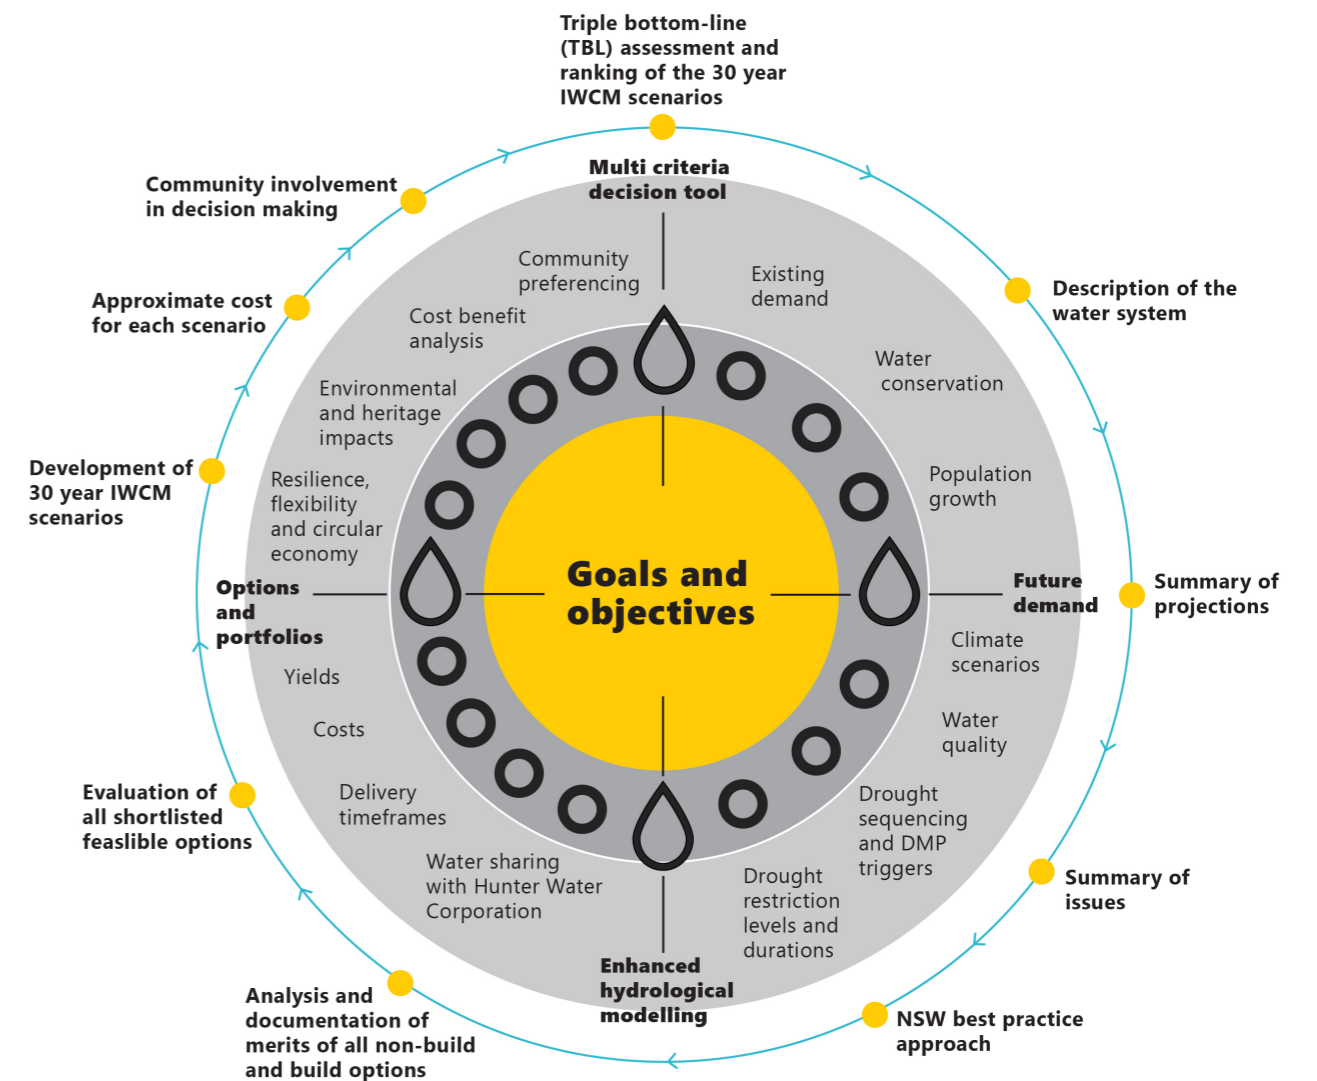 Triple bottom-line
(TBL) assessment and
ranking of the 30 year
IWCM scenarios
Description of the
water system
Summary of
projections
Summary of
issues
NSW best practice
approach
Analysis and
documentation of
merits of all non-build
and build options
Evaluation of
all shortlisted
feaslible options
Development of
30 year IWCM
scenarios
Approximate cost
for each scenario
Community involvement
in decision making
Multi criteria
decision tool
Existing
demand
Water
conservation
Population
growth
Future
demand
Climate
scenarios
Water
quality
Drought
sequencing
and DMP
triggers
Drought
restriction
levels and
durations
Enhanced
hydrological
modelling
Water sharing
with Hunter Water
Corporation
Delivery
timeframes
Costs
Yields
Options
and
portfolios
Resilience,
flexibility
and circular
economy
Environmental
and heritage
impacts
Cost benefit
analysis
Community
preferencing
Goals and
objectives